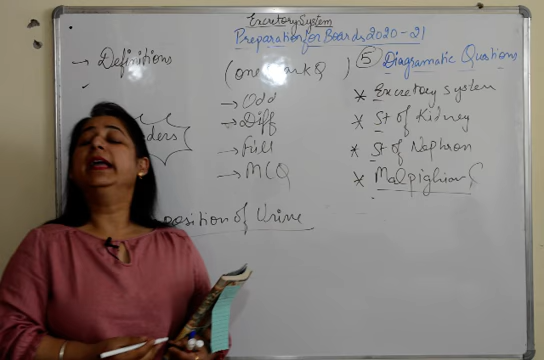 Excretory System
Preparation for Boards 2020-21
→ Definitions
(one mark Q )
→ Odd
→ Diff
→ Fill
→ MCQ
ders
position of Urine
⑤ Diagramatic Questions
* Excretory system
* St of Kidney
* St of Nephron
* Malpighian C